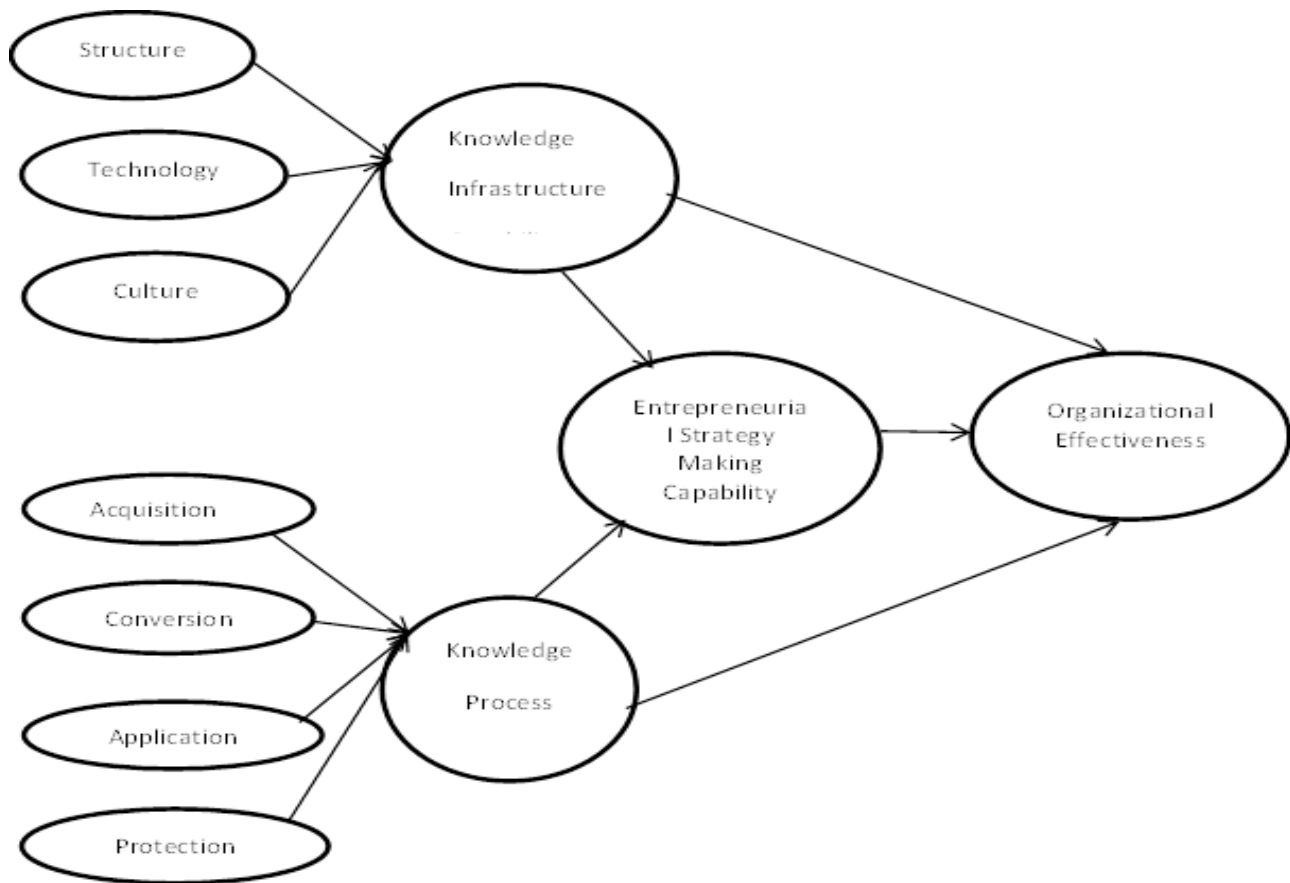 Structure
Technology
Culture
Knowledge
Infrastructure
Entrepreneuria
l Strategy
Making
Capability
Organizational
Effectiveness
Acquisition
Conversion
Application
Protection
Knowledge
Process